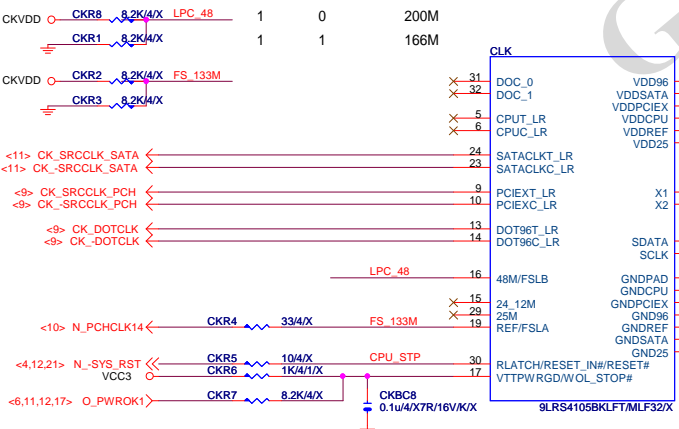 CKVDD CKR8 8.2K/4/X LPC_48 1 0 200M
CKR1 8.2K/4/X 1 1 166M
CLK
CKVDD CKR2 8.2K/4/X FS_133M
CKR3 8.2K/4/X
31 DOC_0 VDD96
32 DOC_1 VDDSATA
VDDPCIEX
5 CPUT_LR VDDCPU
6 CPUC_LR VDDREF
VDD25
<11> CK_SRCCLK_SATA 24 SATACLKT_LR
<11> CK_-SRCCLK_SATA 23 SATACLKC_LR
<9> CK_SRCCLK_PCH 9 PCIEXT_LR X1
<9> CK_-SRCCLK_PCH 10 PCIEXC_LR X2
<9> CK_DOTCLK 13 DOT96T_LR
<9> CK_-DOTCLK 14 DOT96C_LR SDATA
SCLK
LPC_48 16 48M/FSLB GNDPAD
GNDCPU
15 24_12M GNDPCIEX
29 25M GND96
<10> N_PCHCLK14 CKR4 33/4/X FS_133M 19 REF/FSLA GNDREF
GNDSATA
GND25
<4,12,21> N_-SYS_RST CKR5 10/4/X CPU_STP 30 RLATCH/RESET_IN#/RESET#
VCC3 CKR6 1K/4/1/X 17 VTTPWRGD/WOL_STOP#
<6,11,12,17> O_PWROK1 CKR7 8.2K/4/X
CKBC8
0.1u/4/X7R/16V/K/X
9LRS4105BKLFT/MLF32/X